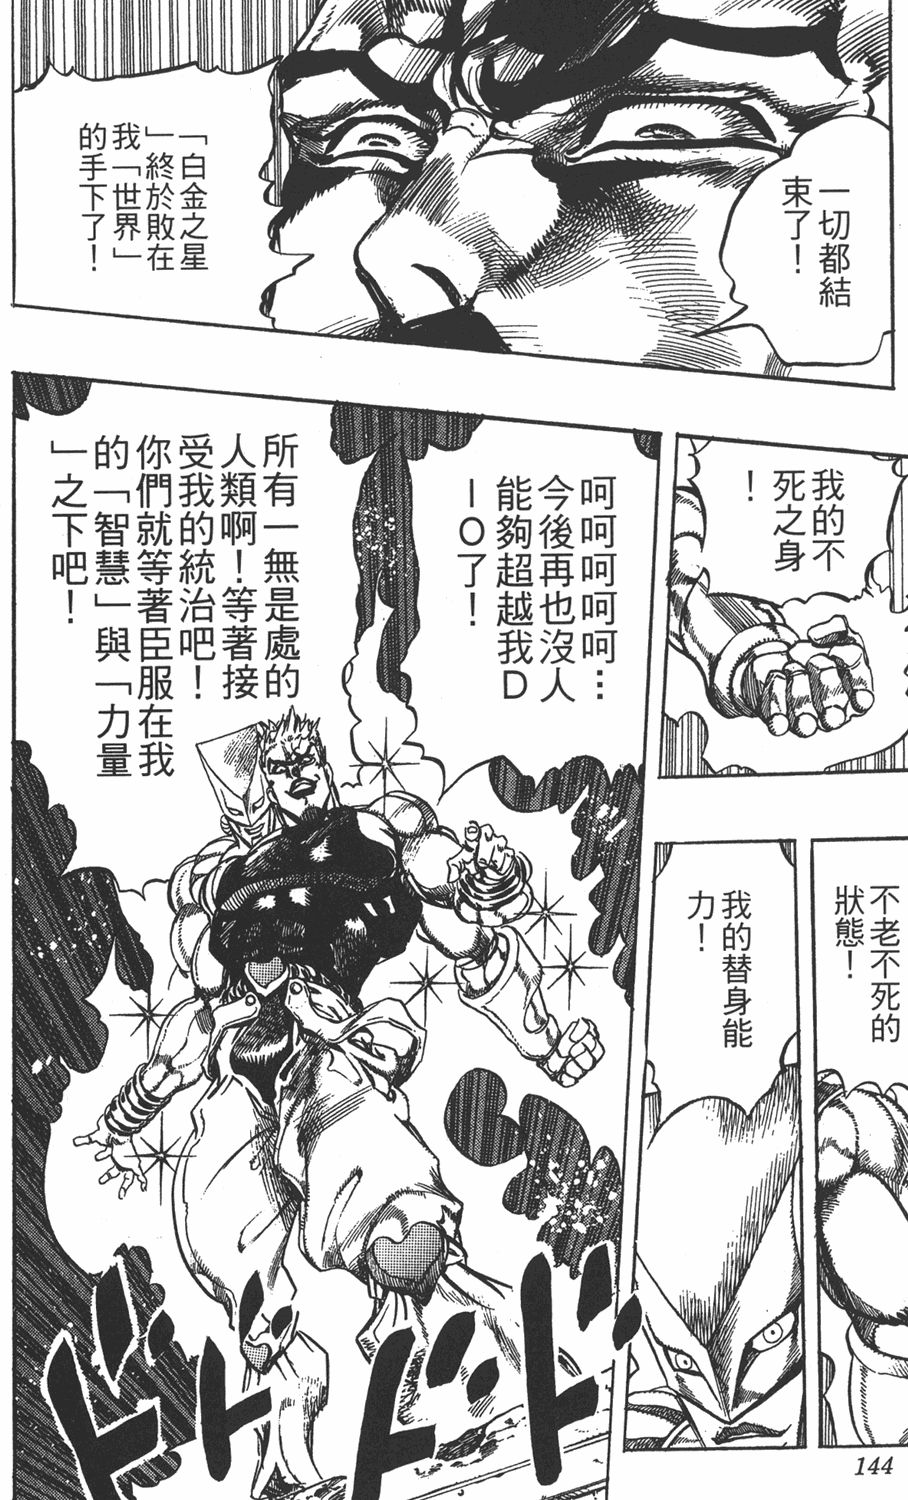 一切都結
束了！
「白金之星
」終於敗在
我「世界」
的手下了！
我的不
死之身
！
不老不死的
狀態！
我的替身能
力！
呵呵呵呵呵…
今後再也沒人
能夠超越我D
IO了！
所有一無是處的
人類啊！等著接
受我的統治吧！
你們就等著臣服在我
的「智慧」與「力量
」之下吧！
ドドドド
144